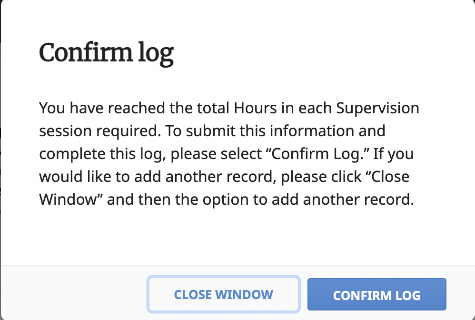 Confirm log
You have reached the total Hours in each Supervision
session required. To submit this information and
complete this log, please select “Confirm Log.” If you
would like to add another record, please click “Close
Window” and then the option to add another record.
CLOSE WINDOW
CONFIRM LOG